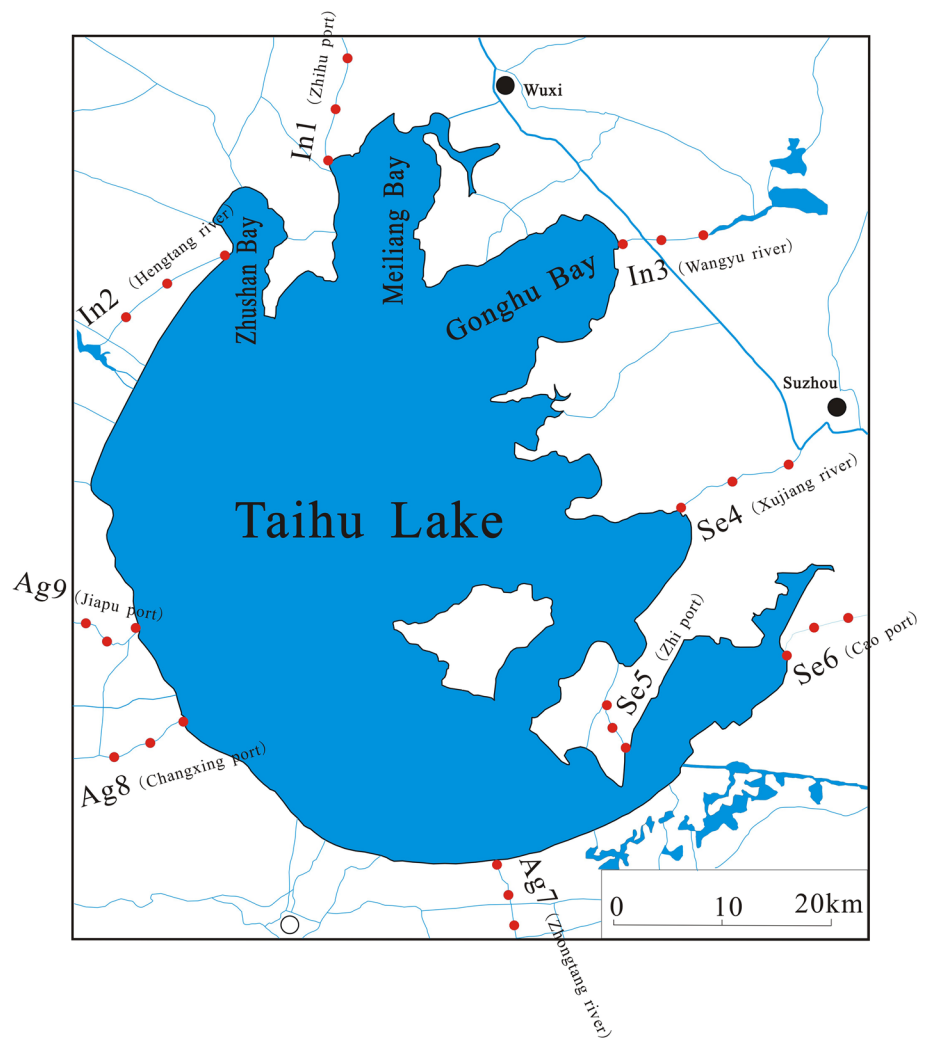 In1 (Zhihu port)
Wuxi
Meiliang Bay
In2 (Hengtang river)
Zhushan Bay
Gonghu Bay
In3 (Wangyu river)
Suzhou
Taihu Lake
Se4 (Xujiang river)
Ag9 (Jiapu port)
Se5 (Zhi port)
Se6 (Cao port)
Ag8 (Changxing port)
Ag7 (Zhongtang river)
0 10 20km